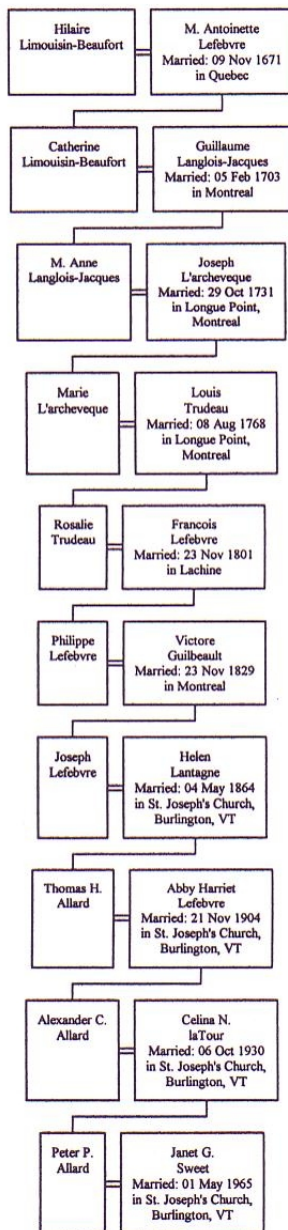 Hilaire
Limouisin-Beaufort
M. Antoinette
Lefebvre
Married: 09 Nov 1671
in Quebec
Catherine
Limouisin-Beaufort
Guillaume
Langlois-Jacques
Married: 05 Feb 1703
in Montreal
M. Anne
Langlois-Jacques
Joseph
L'archeveque
Married: 29 Oct 1731
in Longue Point,
Montreal
Marie
L'archeveque
Louis
Trudeau
Married: 08 Aug 1768
in Longue Point,
Montreal
Rosalie
Trudeau
Francois
Lefebvre
Married: 23 Nov 1801
in Lachine
Philippe
Lefebvre
Victore
Guilbeault
Married: 23 Nov 1829
in Montreal
Joseph
Lefebvre
Helen
Lantagne
Married: 04 May 1864
in St. Joseph's Church,
Burlington, VT
Thomas H.
Allard
Abby Harriet
Lefebvre
Married: 21 Nov 1904
in St. Joseph's Church,
Burlington, VT
Alexander C.
Allard
Celina N.
laTour
Married: 06 Oct 1930
in St. Joseph's Church,
Burlington, VT
Peter P.
Allard
Janet G.
Sweet
Married: 01 May 1965
in St. Joseph's Church,
Burlington, VT